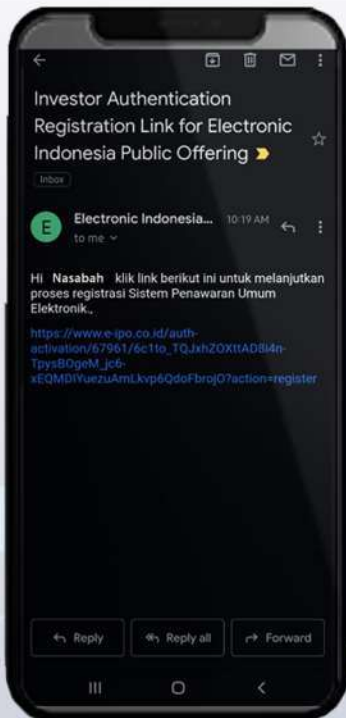 Investor Authentication
Registration Link for Electronic
Indonesia Public Offering
Inbox
E
Electronic Indonesia... 10:19 AM
to me
Hi Nasabah klik link berikut ini untuk melanjutkan
proses registrasi Sistem Penawaran Umum
Elektronik.,
https://www.e-ipo.co.id/auth-
activation/67961/6c1to_TQJxhZOXttAD8i4n-
TpysBOgeM_jc6-
xEQMDIYuezuAmLkvp6QdoFbrojO?action=register
Reply
Reply all
Forward